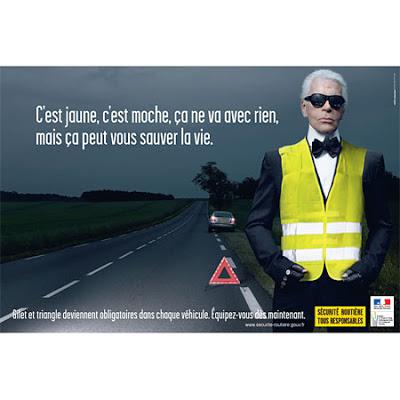 C'est jaune, c'est moche, ça ne va avec rien,
mais ça peut vous sauver la vie.
Gilet et triangle deviennent obligatoires dans chaque véhicule. Équipez-vous dès maintenant.
www.securite-routiere.gouv.fr
SÉCURITÉ ROUTIÈRE
TOUS RESPONSABLES